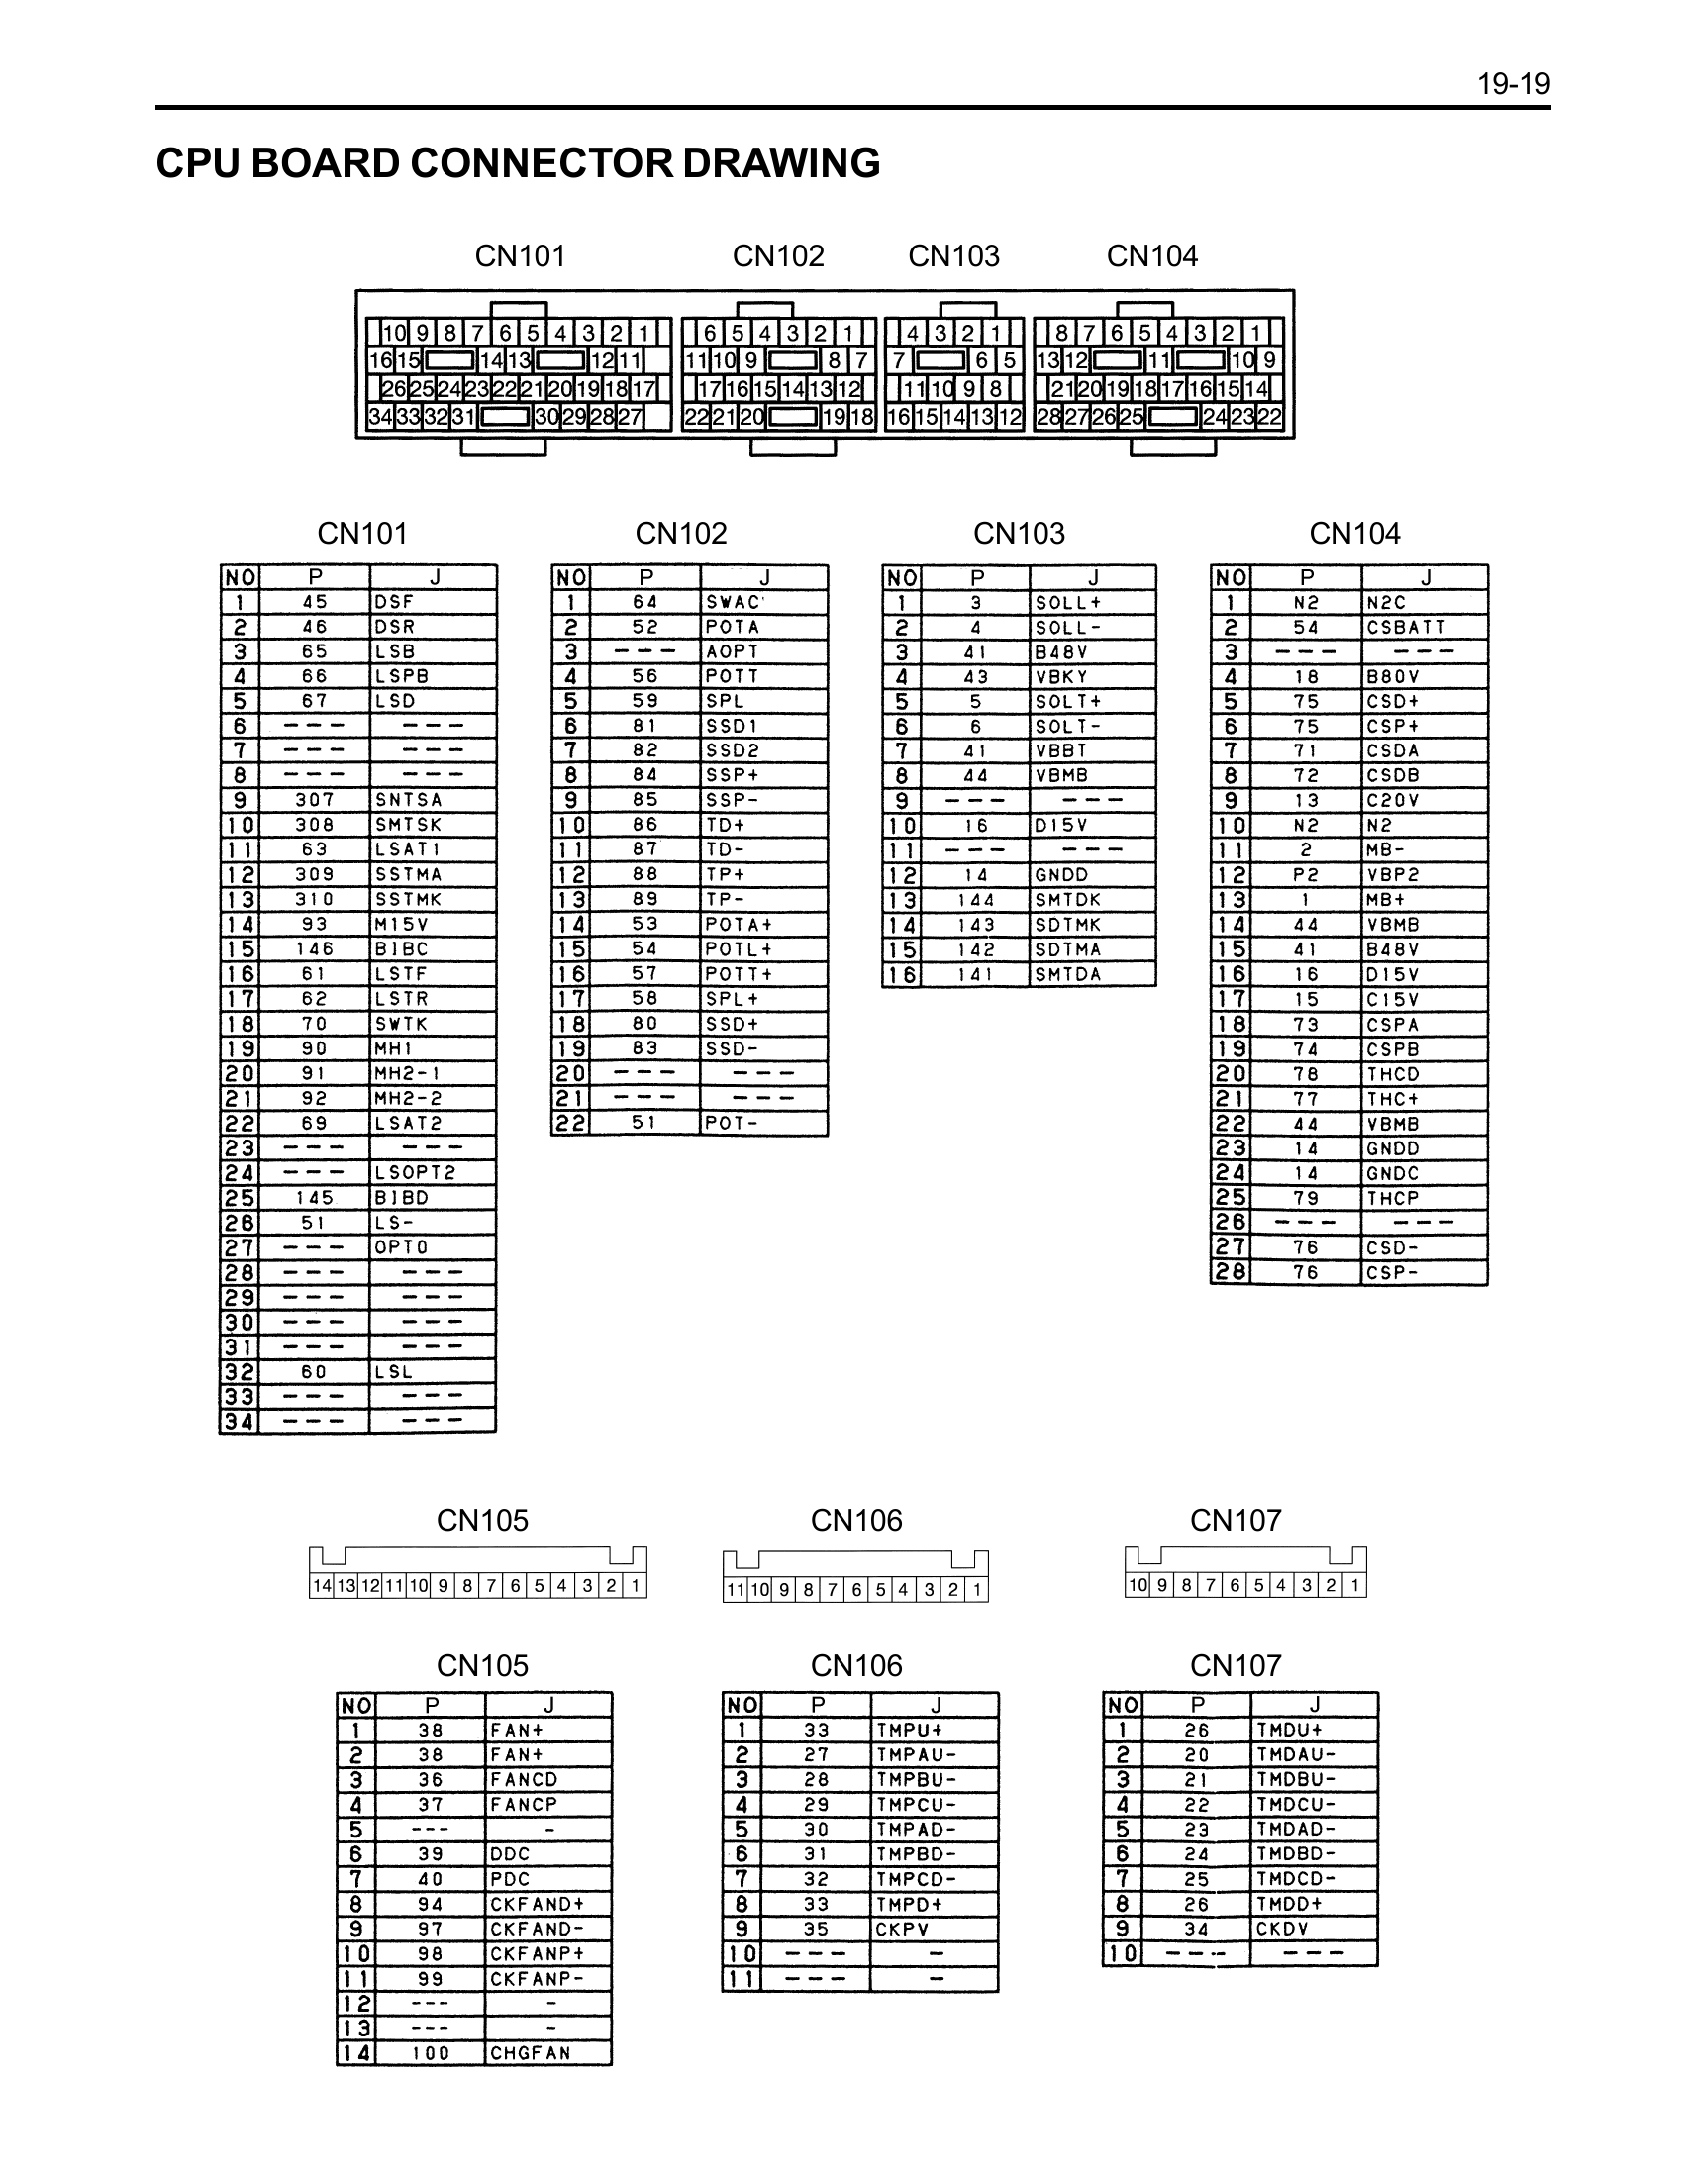 19-19
CPU BOARD CONNECTOR DRAWING
CN101 CN102 CN103 CN104
10 9 8 7 6 5 4 3 2 1 6 5 4 3 2 1 4 3 2 1 8 7 6 5 4 3 2 1
16 15 14 13 12 11 11 10 9 8 7 7 6 5 13 12 11 10 9
26 25 24 23 22 21 20 19 18 17 17 16 15 14 13 12 11 10 9 8 21 20 19 18 17 16 15 14
34 33 32 31 30 29 28 27 22 21 20 19 18 16 15 14 13 12 28 27 26 25 24 23 22
CN101
NO P J
1 45 DSF
2 46 DSR
3 65 LSB
4 66 LSPB
5 67 LSD
6 --- ---
7 --- ---
8 --- ---
9 307 SNTSA
10 308 SMTSK
11 63 LSAT1
12 309 SSTMA
13 310 SSTMK
14 93 M15V
15 146 BIBC
16 61 LSTF
17 62 LSTR
18 70 SWTK
19 90 MH1
20 91 MH2-1
21 92 MH2-2
22 69 LSAT2
23 --- ---
24 --- LSOPT2
25 145 BIBD
26 51 LS-
27 --- OPT0
28 --- ---
29 --- ---
30 --- ---
31 --- ---
32 60 LSL
33 --- ---
34 --- ---
CN102
NO P J
1 64 SWAC
2 52 POTA
3 --- AOPT
4 56 POTT
5 59 SPL
6 81 SSD1
7 82 SSD2
8 84 SSP+
9 85 SSP-
10 86 TD+
11 87 TD-
12 88 TP+
13 89 TP-
14 53 POTA+
15 54 POTL+
16 57 POTT+
17 58 SPL+
18 80 SSD+
19 83 SSD-
20 --- ---
21 --- ---
22 51 POT-
CN103
NO P J
1 3 SOLL+
2 4 SOLL-
3 41 B48V
4 43 VBKY
5 5 SOLT+
6 6 SOLT-
7 41 VBBT
8 44 VBMB
9 --- ---
10 16 D15V
11 --- ---
12 14 GNDD
13 144 SMTDK
14 143 SDTMK
15 142 SDTMA
16 141 SMTDA
CN104
NO P J
1 N2 N2C
2 54 CSBATT
3 --- ---
4 18 B80V
5 75 CSD+
6 75 CSP+
7 71 CSDA
8 72 CSDB
9 13 C20V
10 N2 N2
11 2 MB-
12 P2 VBP2
13 1 MB+
14 44 VBMB
15 41 B48V
16 16 D15V
17 15 C15V
18 73 CSPA
19 74 CSPB
20 78 THCD
21 77 THC+
22 44 VBMB
23 14 GNDD
24 14 GNDC
25 79 THCP
26 --- ---
27 76 CSD-
28 76 CSP-
CN105 CN106 CN107
14 13 12 11 10 9 8 7 6 5 4 3 2 1 11 10 9 8 7 6 5 4 3 2 1 10 9 8 7 6 5 4 3 2 1
CN105
NO P J
1 38 FAN+
2 38 FAN+
3 36 FANCD
4 37 FANCP
5 --- -
6 39 DDC
7 40 PDC
8 94 CKFAND+
9 97 CKFAND-
10 98 CKFANP+
11 99 CKFANP-
12 --- -
13 --- -
14 100 CHGFAN
CN106
NO P J
1 33 TMPU+
2 27 TMPAU-
3 28 TMPBU-
4 29 TMPCU-
5 30 TMPAD-
6 31 TMPBD-
7 32 TMPCD-
8 33 TMPD+
9 35 CKPV
10 --- -
11 --- -
CN107
NO P J
1 26 TMDU+
2 20 TMDAU-
3 21 TMDBU-
4 22 TMDCU-
5 23 TMDAD-
6 24 TMDBD-
7 25 TMDCD-
8 26 TMDD+
9 34 CKDV
10 --- ---